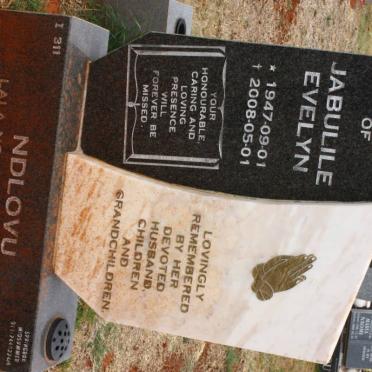 OF
JABULILE
EVELYN
* 1947-09-01
† 2008-05-01
YOUR
HONOURABLE
CARING AND
LOVING
PRESENCE
WILL
FOREVER BE
MISSED
LOVINGLY
REMEMBERED
BY HER
DEVOTED
HUSBAND,
CHILDREN
AND
GRANDCHILDREN.
I 311
NDLOVU